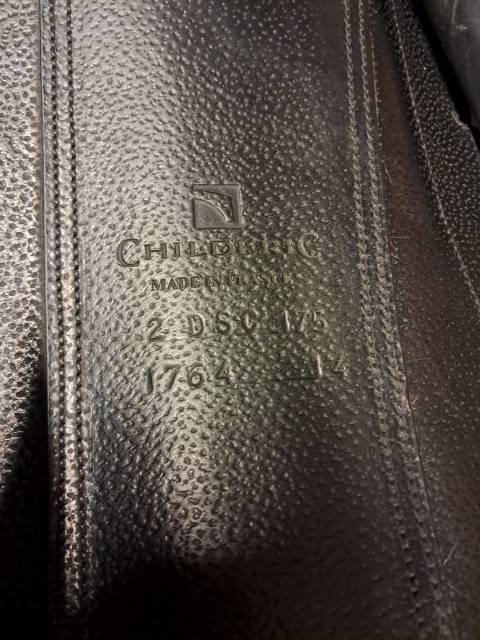 CHILDERIC
MADE IN FRANCE
2 DSC 175
1764 14